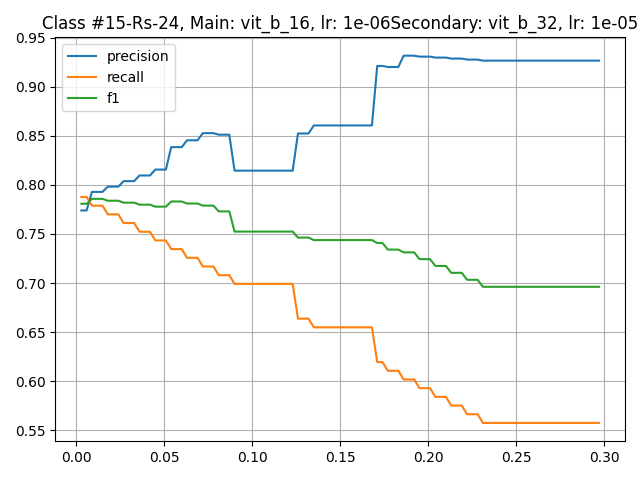 Class #15-Rs-24, Main: vit_b_16, lr: 1e-06Secondary: vit_b_32, lr: 1e-05
precision
recall
f1
0.95
0.90
0.85
0.80
0.75
0.70
0.65
0.60
0.55
0.00 0.05 0.10 0.15 0.20 0.25 0.30